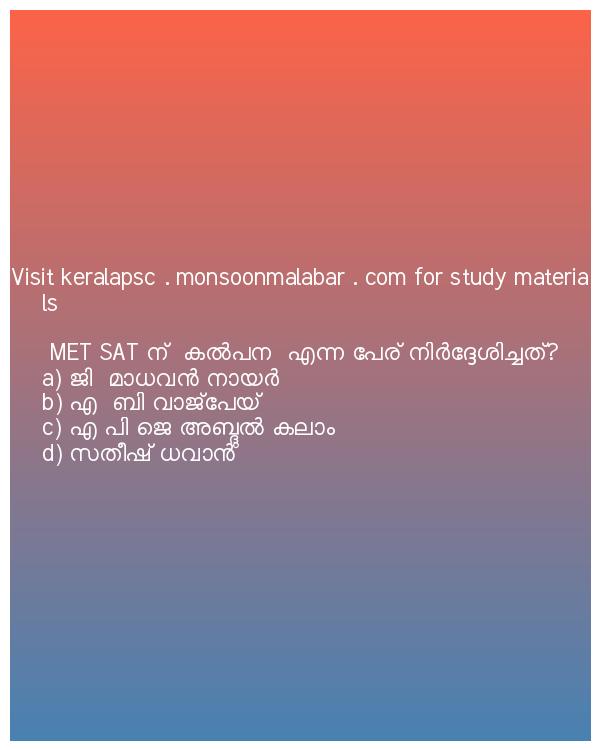 Visit keralapsc . monsoonmalabar . com for study materia
ls
MET SAT ന് കൽപന എന്ന പേര് നിർദ്ദേശിച്ചത്?
a) ജി മാധവൻ നായർ
b) എ ബി വാജ്പേയ്
c) എ പി ജെ അബ്ദുൽ കലാം
d) സതീഷ് ധവാൻ